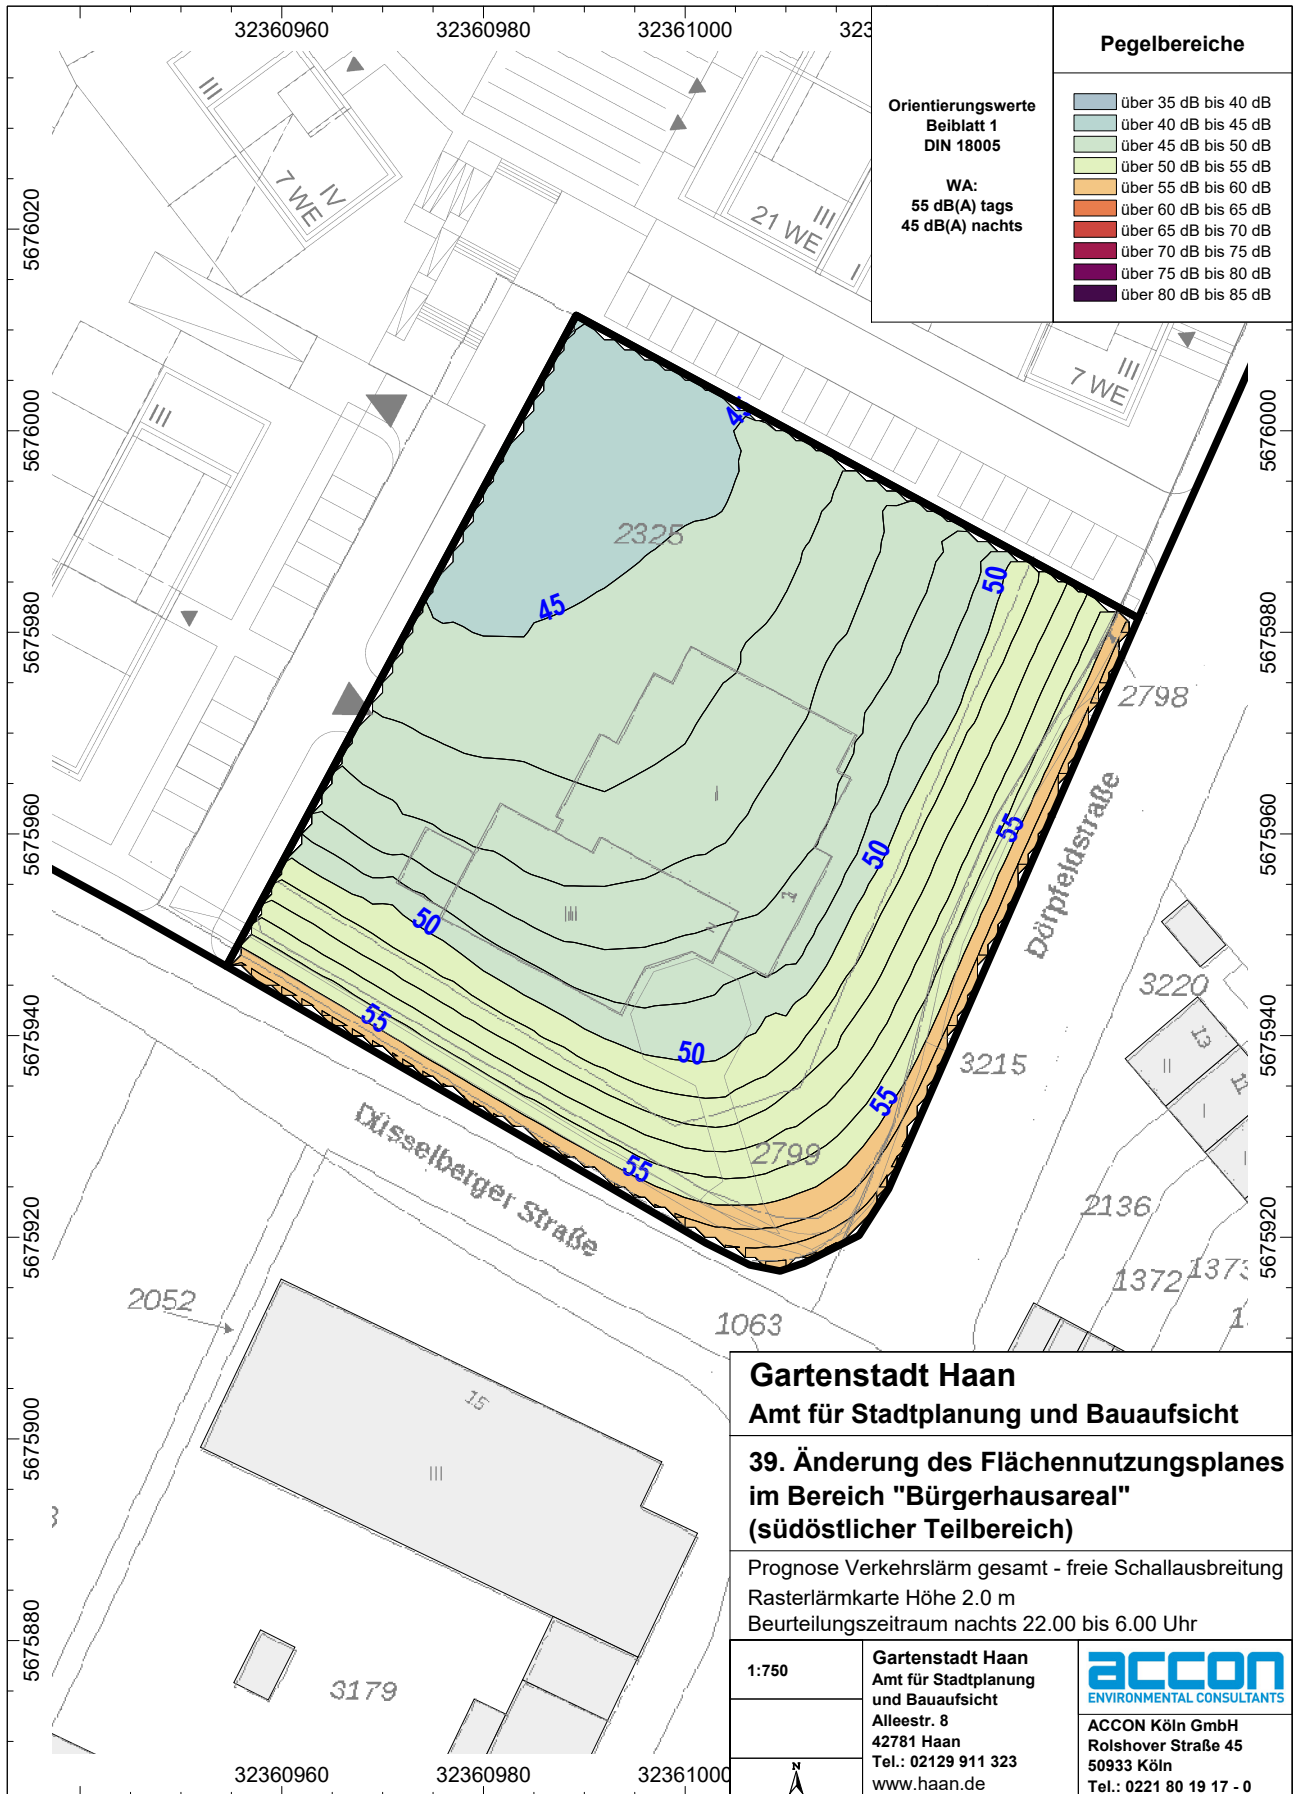 32360960
32360980
32361000
323
Pegelbereiche
Orientierungswerte
Beiblatt 1
DIN 18005
WA:
55 dB(A) tags
45 dB(A) nachts
über 35 dB bis 40 dB
über 40 dB bis 45 dB
über 45 dB bis 50 dB
über 50 dB bis 55 dB
über 55 dB bis 60 dB
über 60 dB bis 65 dB
über 65 dB bis 70 dB
über 70 dB bis 75 dB
über 75 dB bis 80 dB
über 80 dB bis 85 dB
III
IV
7 WE
III
21 WE
I
III
7 WE
III
5676020
5676000
5675980
5675960
5675940
5675920
5675900
5675880
5676000
5675980
5675960
5675940
5675920
2325
45
50
50
50
50
55
55
55
55
I
III
2798
Dörpfeldstraße
3220
13
II
I
3215
2799
2136
1372
1373
Düsselberger Straße
2052
1063
15
III
3179
Gartenstadt Haan
Amt für Stadtplanung und Bauaufsicht
39. Änderung des Flächennutzungsplanes
im Bereich "Bürgerhausareal"
(südöstlicher Teilbereich)
Prognose Verkehrslärm gesamt - freie Schallausbreitung
Rasterlärmkarte Höhe 2.0 m
Beurteilungszeitraum nachts 22.00 bis 6.00 Uhr
1:750
N
Gartenstadt Haan
Amt für Stadtplanung
und Bauaufsicht
Alleestr. 8
42781 Haan
Tel.: 02129 911 323
www.haan.de
accon
ENVIRONMENTAL CONSULTANTS
ACCON Köln GmbH
Rolshover Straße 45
50933 Köln
Tel.: 0221 80 19 17 - 0
32360960
32360980
32361000